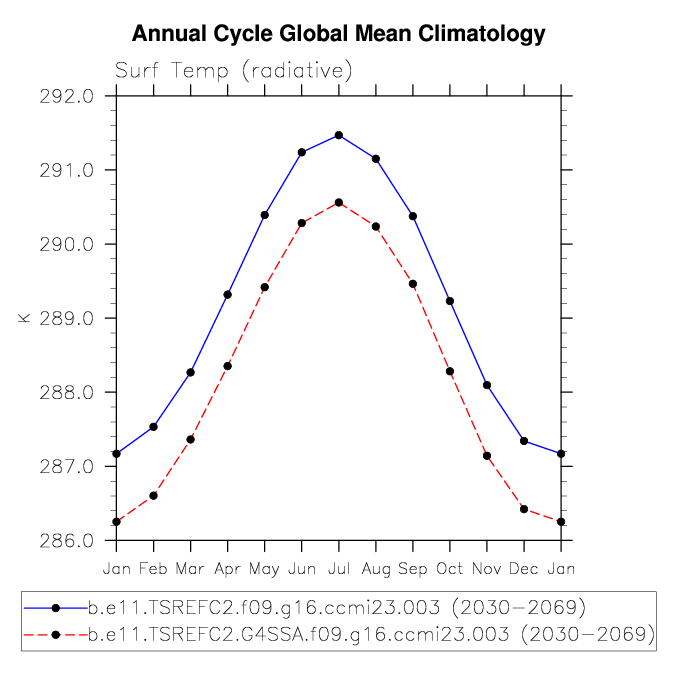 Annual Cycle Global Mean Climatology
Surf Temp (radiative)
292.0
291.0
290.0
289.0
288.0
287.0
286.0
K
Jan Feb Mar Apr May Jun Jul Aug Sep Oct Nov Dec Jan
b.e11.TSREFC2.f09.g16.ccmi23.003 (2030-2069)
b.e11.TSREFC2.G4SSA.f09.g16.ccmi23.003 (2030-2069)